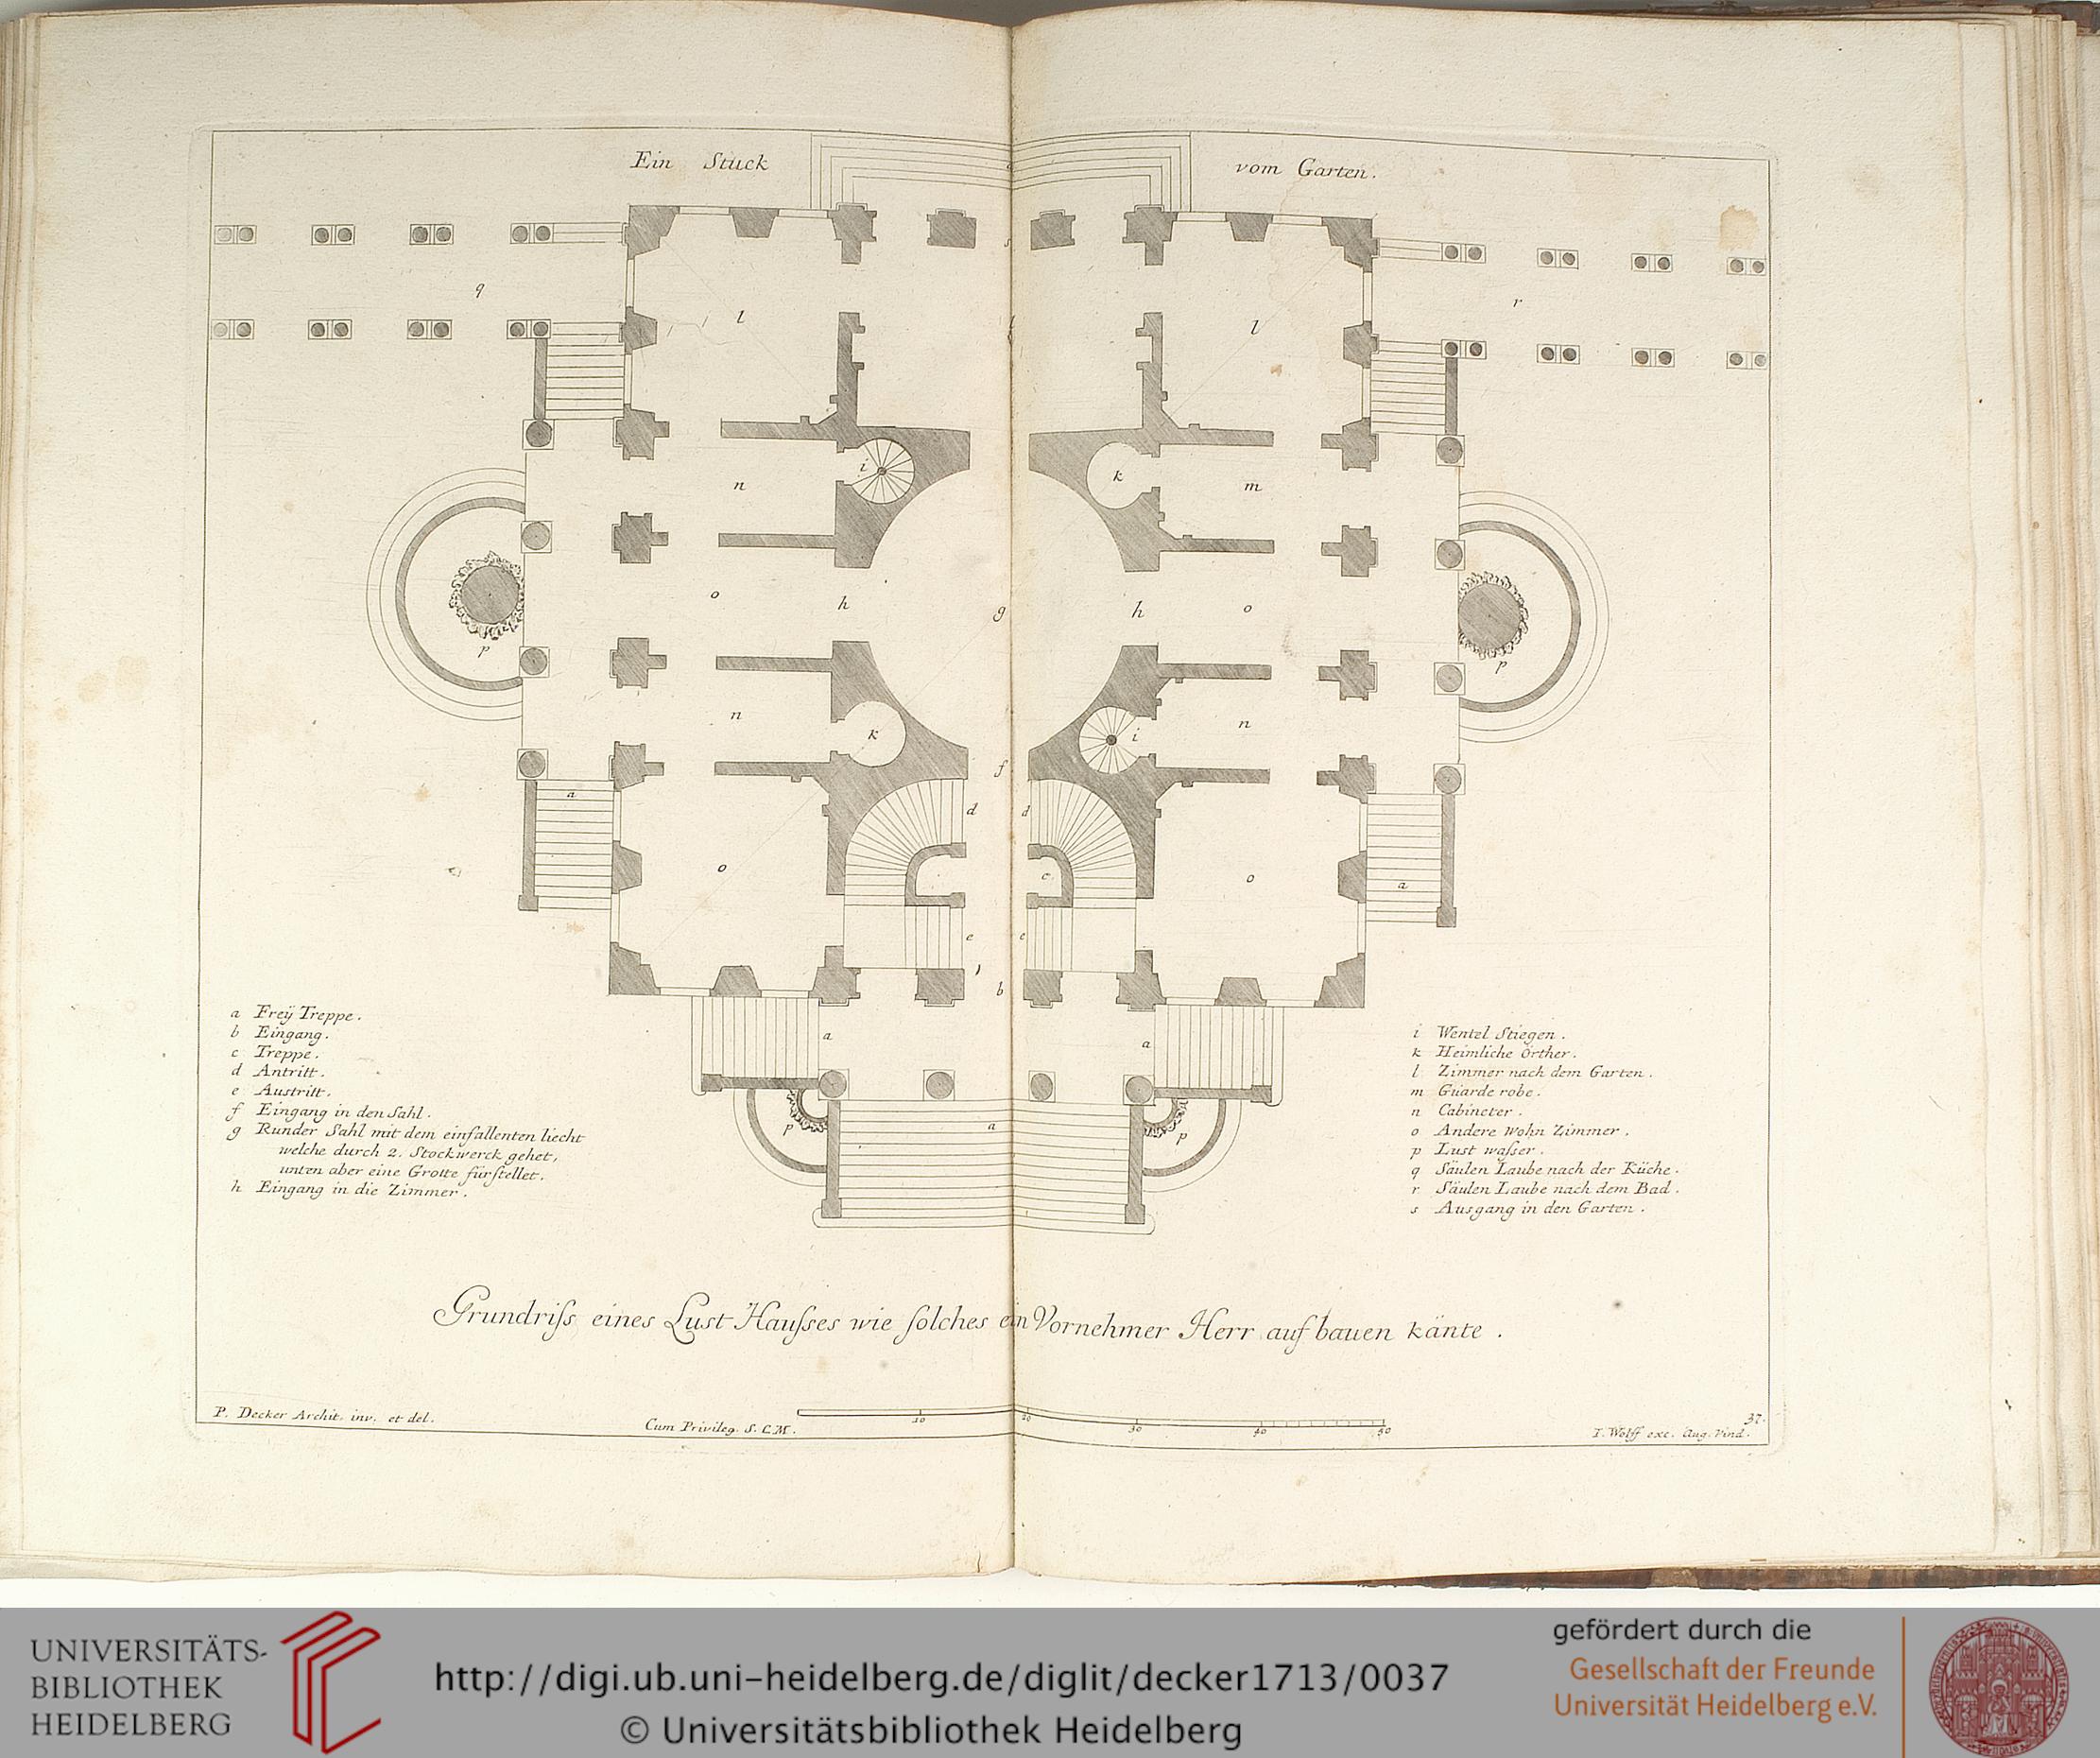 Ein Stuck vom Garten.
q
r
l
l
s
i
k
n
m
o
h
g
h
o
p
p
n
k
i
n
f
a
d
d
o
c
o
a
e
e
b
a
a
p
a
p
a Freÿ Treppe.
b Eingang.
c Treppe.
d Antritt.
e Austritt.
f Eingang in den Sahl.
g Runder Sahl mit dem einfallenten liecht
welche durch 2. Stockwerck gehet,
unten aber eine Grotte fürstellet.
h Eingang in die Zimmer.
i Wentel Stiegen.
k Heimliche Örther.
l Zimmer nach dem Garten.
m Guarde robe.
n Cabineter.
o Andere Wohn Zimmer.
p Lust waſser.
q Säulen Laube nach der Küche.
r Säulen Laube nach dem Bad.
s Ausgang in den Garten.
Grundriſs eines Lust Hauſses wie ſolches ein Vornehmer Herr aufbauen känte.
P. Decker Archit. inv. et del.
Cum Privileg. S. C. M.
10 20 30 40 50
37.
I. Wolff exc. Aug. Vind.
UNIVERSITÄTS-
BIBLIOTHEK
HEIDELBERG
http://digi.ub.uni-heidelberg.de/diglit/decker1713/0037
© Universitätsbibliothek Heidelberg
gefördert durch die
Gesellschaft der Freunde
Universität Heidelberg e.V.